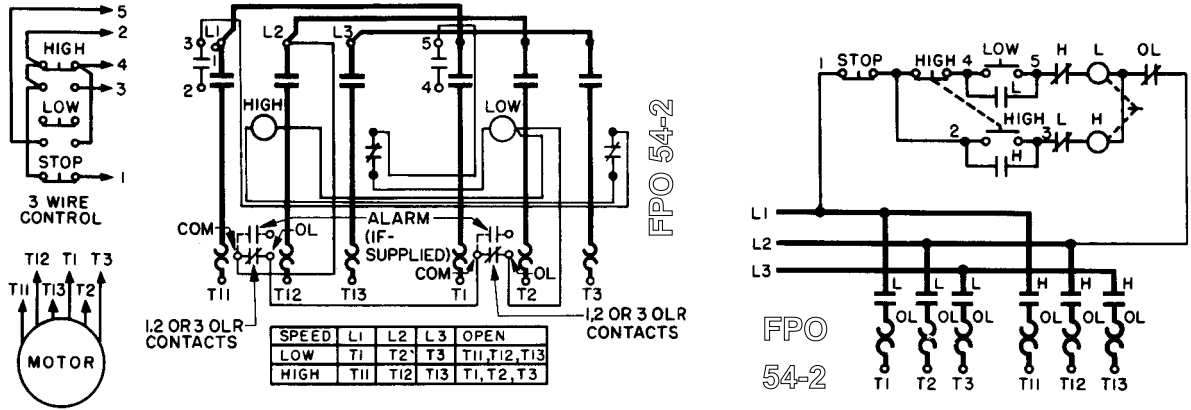 5
2
HIGH
4
3
LOW
STOP
1
3 WIRE
CONTROL
T12 T1 T3
T11 T13 T2
MOTOR
L1 L2 L3
3 5
1
2 4
HIGH
LOW
COM OL
ALARM
(IF-
SUPPLIED)
COM OL
T11 T12 T13 T1 T2 T3
1.2 OR 3 OLR
CONTACTS
1,2 OR 3 OLR
CONTACTS
SPEED L1 L2 L3 OPEN
LOW T1 T2 T3 T11,T12,T13
HIGH T11 T12 T13 T1,T2,T3
FPO 54-2
1 STOP HIGH 4 LOW 5 H L OL
L
HIGH
2 3 L H
H
L1
L2
L3
L L L H H H
OL OL OL OL
T1 T2 T3 T11 T12 T13
FPO
54-2